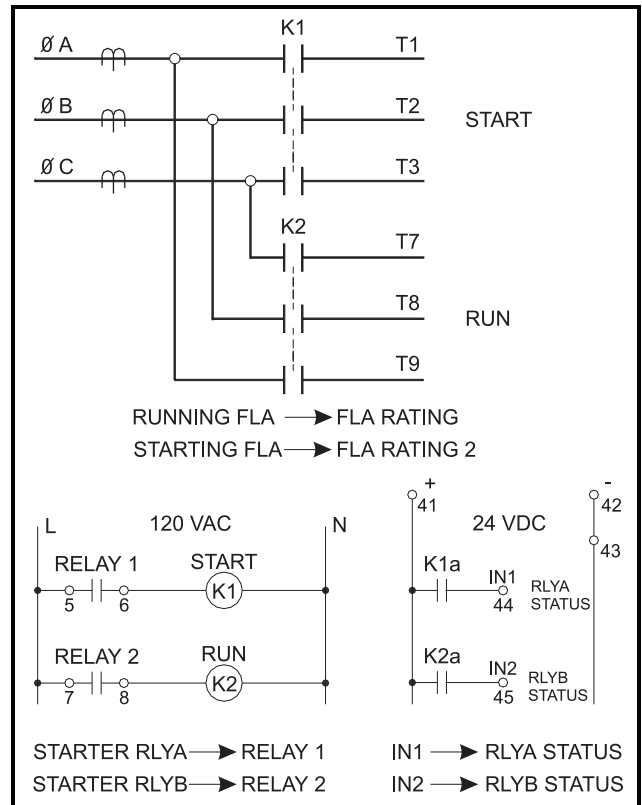 K1
Ø A
T1
Ø B
T2
START
Ø C
T3
K2
T7
T8
RUN
T9
RUNNING FLA → FLA RATING
STARTING FLA → FLA RATING 2
L 120 VAC N
+ 41 24 VDC - 42
43
RELAY 1 START
5 6 K1
K1a IN1 RLYA
44 STATUS
RELAY 2 RUN
7 8 K2
K2a IN2 RLYB
45 STATUS
STARTER RLYA → RELAY 1
STARTER RLYB → RELAY 2
IN1 → RLYA STATUS
IN2 → RLYB STATUS